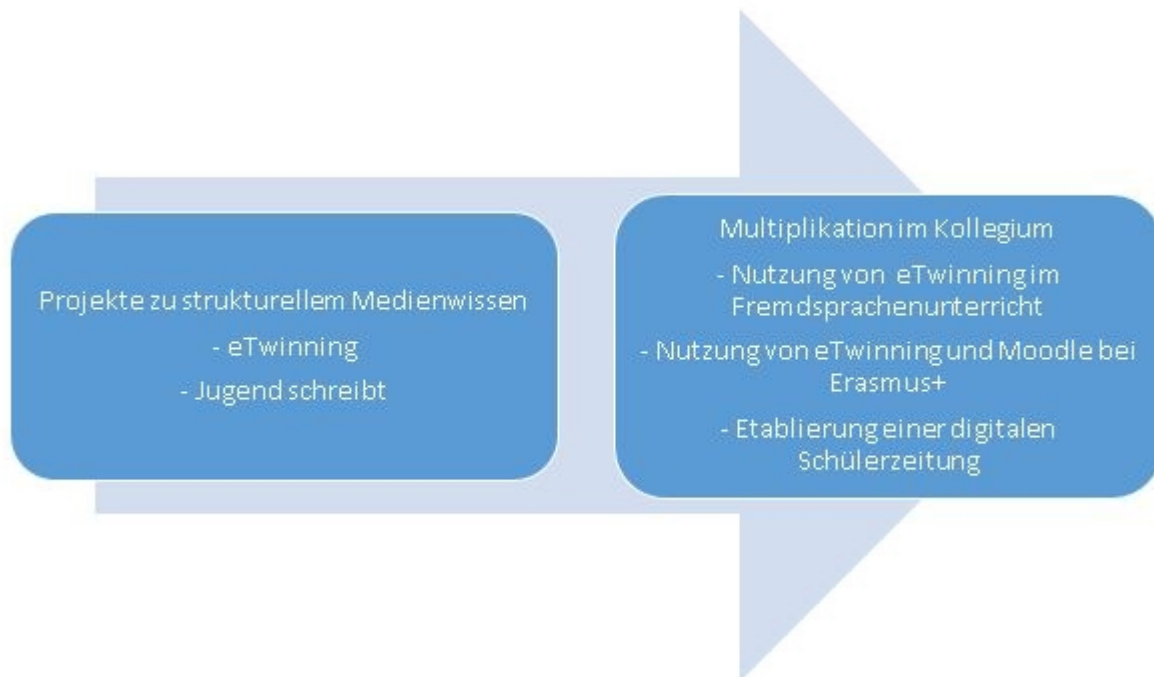 Projekte zu strukturellem Medienwissen
- eTwinning
- Jugend schreibt
Multiplikation im Kollegium
- Nutzung von eTwinning im
Fremdsprachenunterricht
- Nutzung von eTwinning und Moodle bei
Erasmus+
- Etablierung einer digitalen
Schülerzeitung